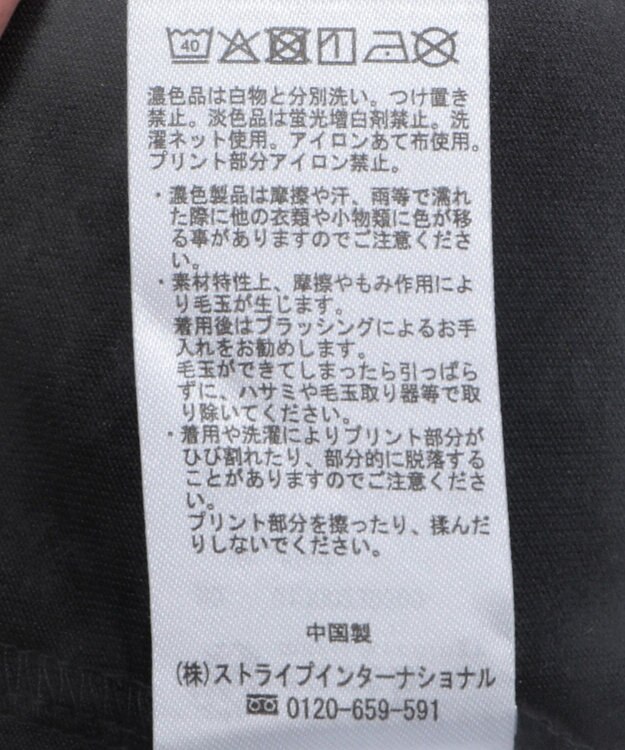 40
濃色品は白物と分別洗い。つけ置き
禁止。淡色品は蛍光増白剤禁止。洗
濯ネット使用。アイロンあて布使用。
プリント部分アイロン禁止。
・濃色製品は摩擦や汗、雨等で濡れ
た際に他の衣類や小物類に色が移
る事がありますのでご注意くださ
い。
・素材特性上、摩擦やもみ作用によ
り毛玉が生じます。
着用後はブラッシングによるお手
入れをお勧めします。
毛玉ができてしまったら引っぱら
ずに、ハサミや毛玉取り器等で取
り除いてください。
・着用や洗濯によりプリント部分が
ひび割れたり、部分的に脱落する
ことがありますのでご注意くださ
い。
プリント部分を擦ったり、揉んだ
りしないでください。
中国製
(株)ストライプインターナショナル
0120-659-591